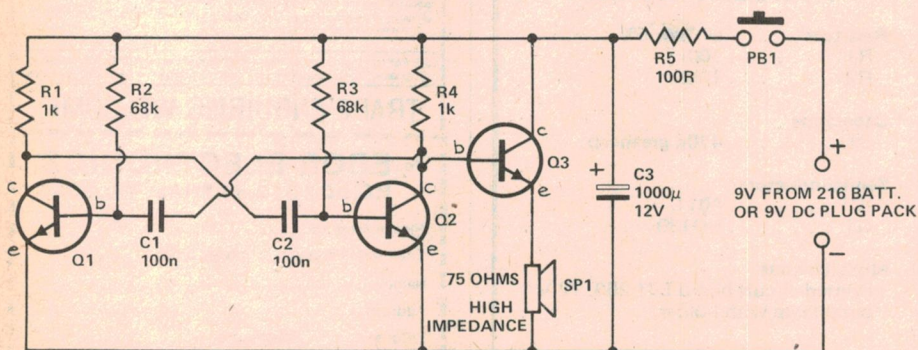 R1
1k
R2
68k
R3
68k
R4
1k
R5
100R
PB1
c
b
e
Q1
C1
100n
C2
100n
b
c
e
Q2
b
c
e
Q3
+
C3
1000µ
12V
75 OHMS
HIGH
IMPEDANCE
SP1
+
9V FROM 216 BATT.
OR 9V DC PLUG PACK
–